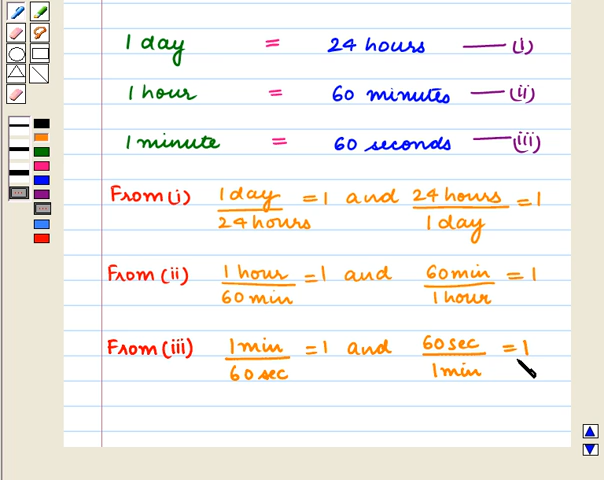 1 day = 24 hours —(i)
1 hour = 60 minutes —(ii)
1 minute = 60 seconds —(iii)
From (i) 1 day / 24 hours = 1 and 24 hours / 1 day = 1
From (ii) 1 hour / 60 min = 1 and 60 min / 1 hour = 1
From (iii) 1 min / 60 sec = 1 and 60 sec / 1 min = 1